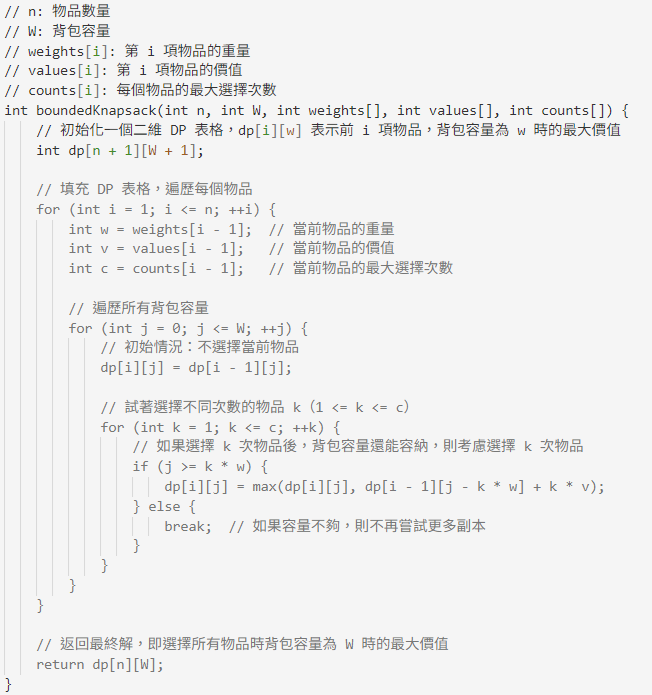 // n: 物品數量
// W: 背包容量
// weights[i]: 第 i 項物品的重量
// values[i]: 第 i 項物品的價值
// counts[i]: 每個物品的最大選擇次數
int boundedKnapsack(int n, int W, int weights[], int values[], int counts[]) {
    // 初始化一個二維 DP 表格，dp[i][w] 表示前 i 項物品，背包容量為 w 時的最大價值
    int dp[n + 1][W + 1];

    // 填充 DP 表格，遍歷每個物品
    for (int i = 1; i <= n; ++i) {
        int w = weights[i - 1];  // 當前物品的重量
        int v = values[i - 1];   // 當前物品的價值
        int c = counts[i - 1];   // 當前物品的最大選擇次數

        // 遍歷所有背包容量
        for (int j = 0; j <= W; ++j) {
            // 初始情況：不選擇當前物品
            dp[i][j] = dp[i - 1][j];

            // 試著選擇不同次數的物品 k（1 <= k <= c）
            for (int k = 1; k <= c; ++k) {
                // 如果選擇 k 次物品後，背包容量還能容納，則考慮選擇 k 次物品
                if (j >= k * w) {
                    dp[i][j] = max(dp[i][j], dp[i - 1][j - k * w] + k * v);
                } else {
                    break;  // 如果容量不夠，則不再嘗試更多副本
                }
            }
        }
    }

    // 返回最終解，即選擇所有物品時背包容量為 W 時的最大價值
    return dp[n][W];
}